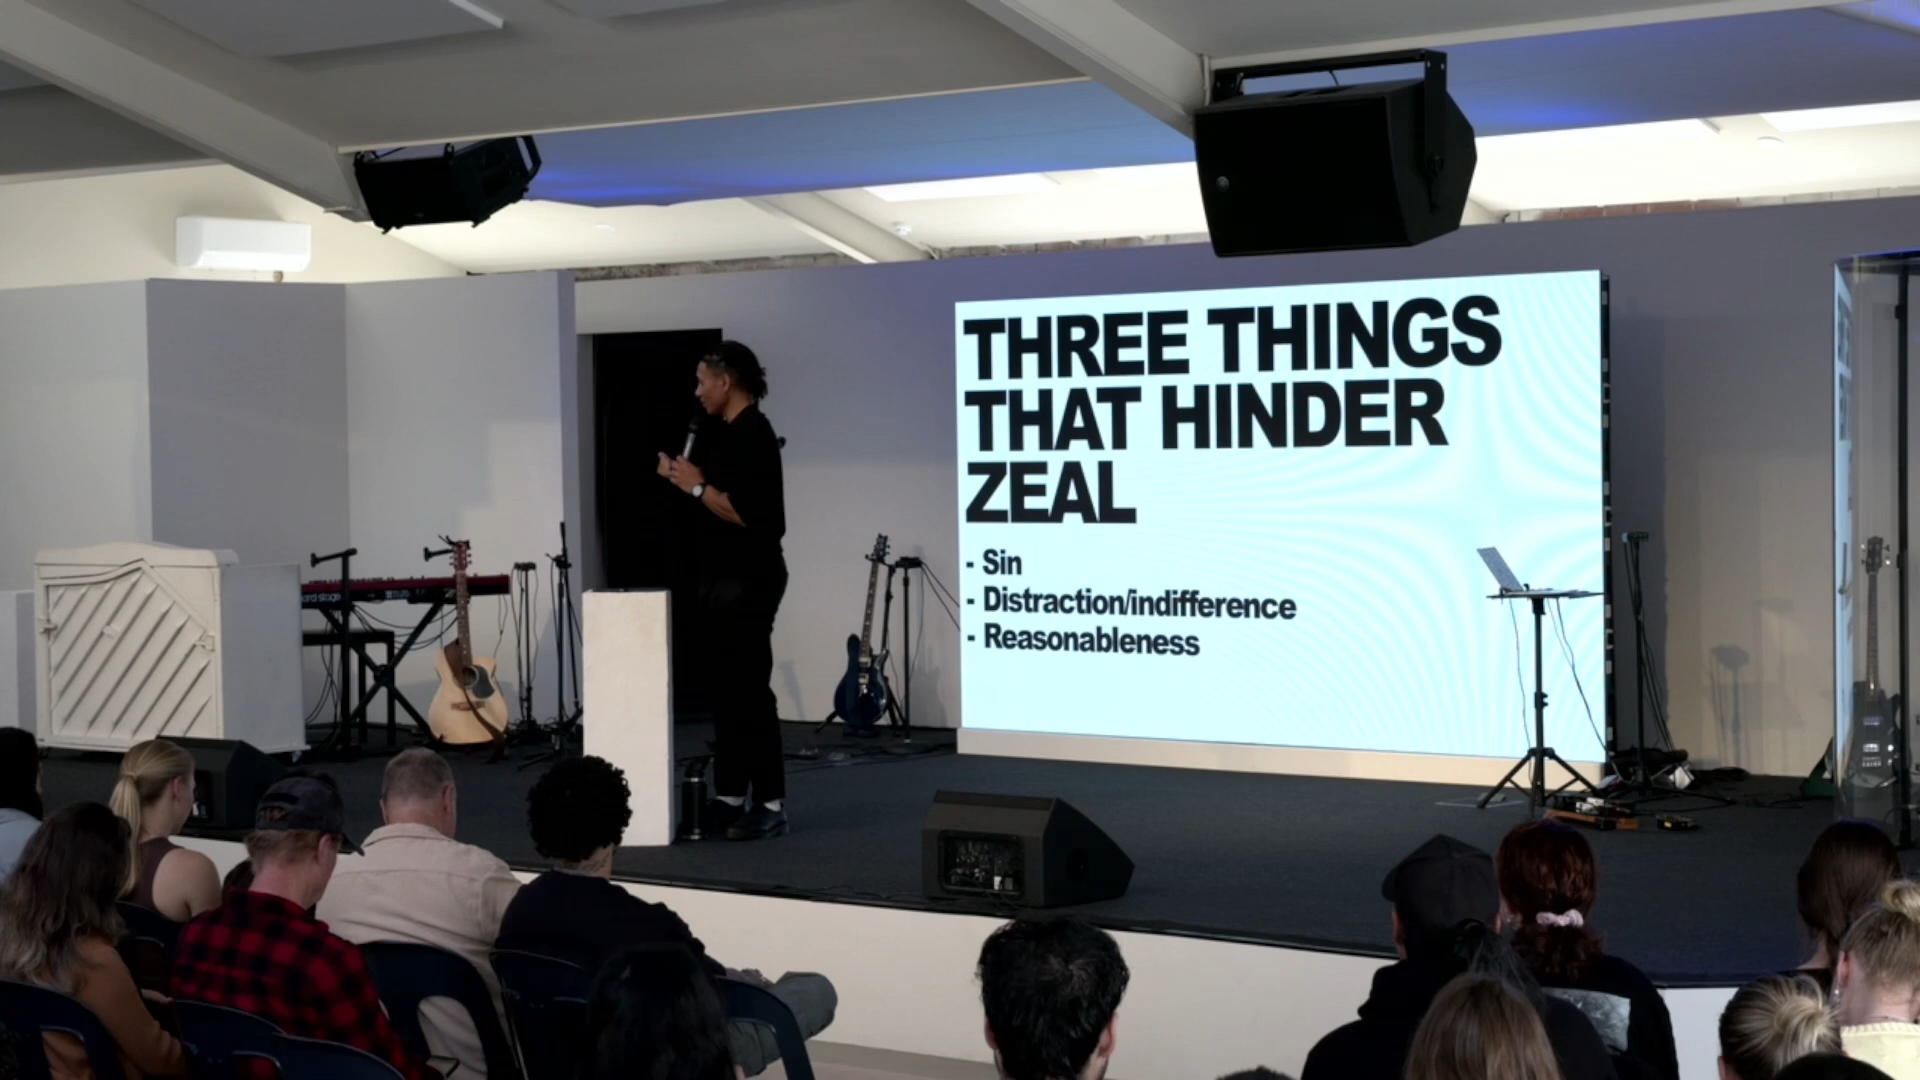 THREE THINGS
THAT HINDER
ZEAL
- Sin
- Distraction/indifference
- Reasonableness